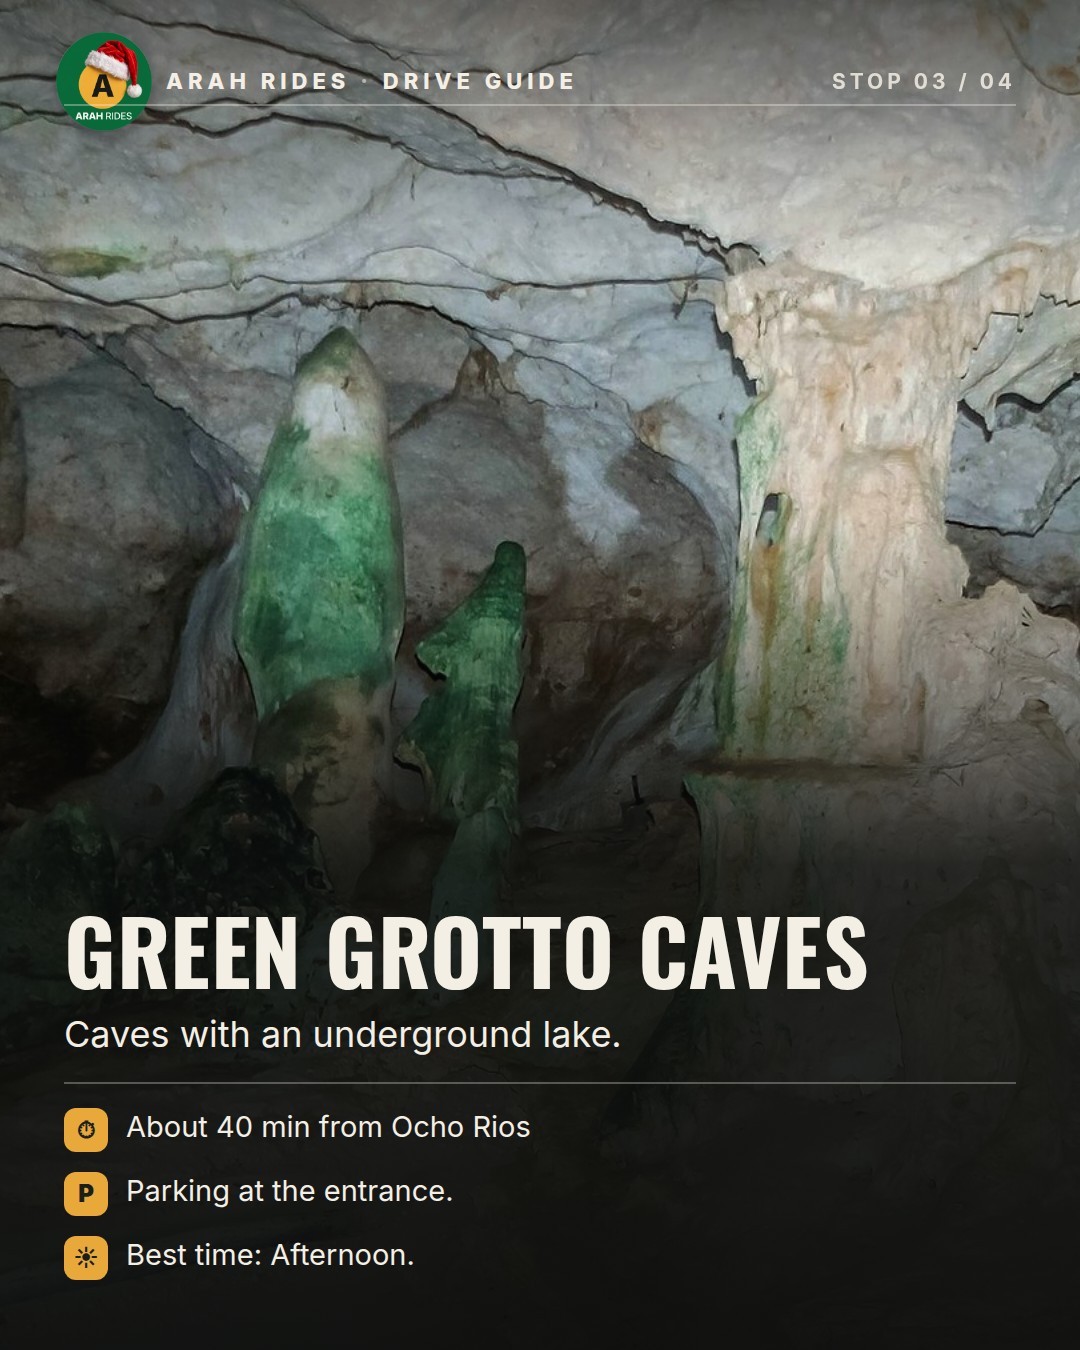 A
ARAH RIDES
ARAH RIDES · DRIVE GUIDE
STOP 03 / 04
GREEN GROTTO CAVES
Caves with an underground lake.
About 40 min from Ocho Rios
P Parking at the entrance.
Best time: Afternoon.